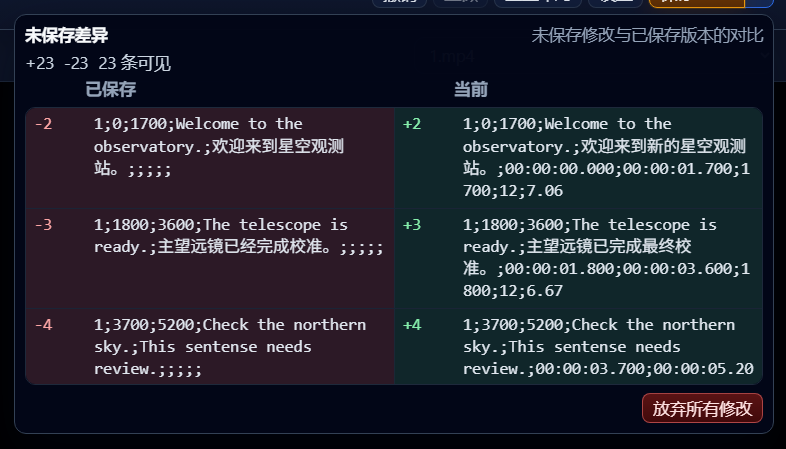 未保存差异
未保存修改与已保存版本的对比
+23 -23 23 条可见
已保存
当前
-2
1;0;1700;Welcome to the
observatory.;欢迎来到星空观测
站。;;;;;
+2
1;0;1700;Welcome to the
observatory.;欢迎来到新的星空观测
站。;00:00:00.000;00:00:01.700;1
700;12;7.06
-3
1;1800;3600;The telescope is
ready.;主望远镜已经完成校准。;;;;;
+3
1;1800;3600;The telescope is
ready.;主望远镜已完成最终校
准。;00:00:01.800;00:00:03.600;1
800;12;6.67
-4
1;3700;5200;Check the northern
sky.;This sentense needs
review.;;;;;
+4
1;3700;5200;Check the northern
sky.;This sentense needs
review.;00:00:03.700;00:00:05.20
放弃所有修改